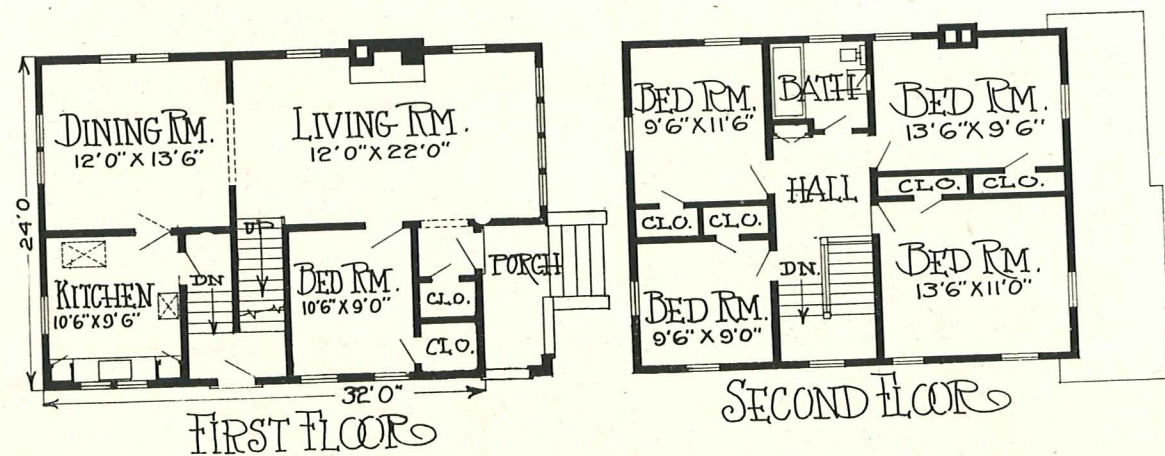 DINING RM.
12'0" X 13'6"
LIVING RM.
12'0" X 22'0"
24'0"
UP
DN
KITCHEN
10'6" X 9'6"
BED RM.
10'6" X 9'0"
CLO.
CLO.
PORCH
32'0"
FIRST FLOOR
BED RM.
9'6" X 11'6"
BATH
BED RM.
13'6" X 9'6"
HALL
CLO.
CLO.
CLO.
CLO.
DN.
BED RM.
9'6" X 9'0"
BED RM.
13'6" X 11'0"
SECOND FLOOR